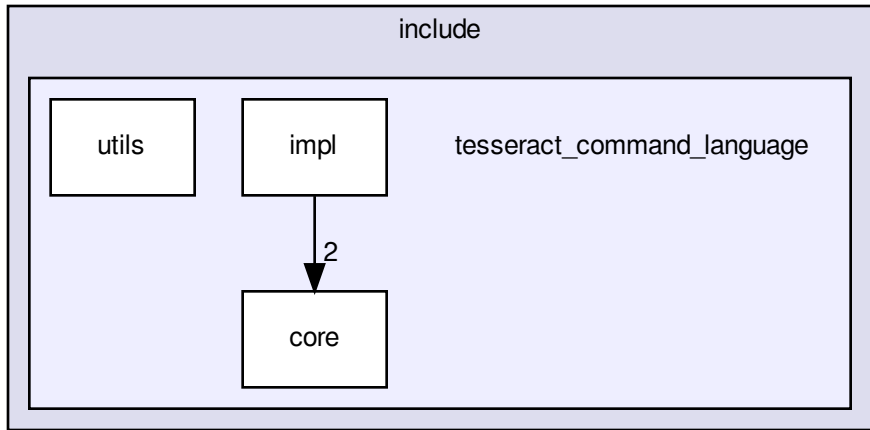 include
utils
impl
tesseract_command_language
2
core